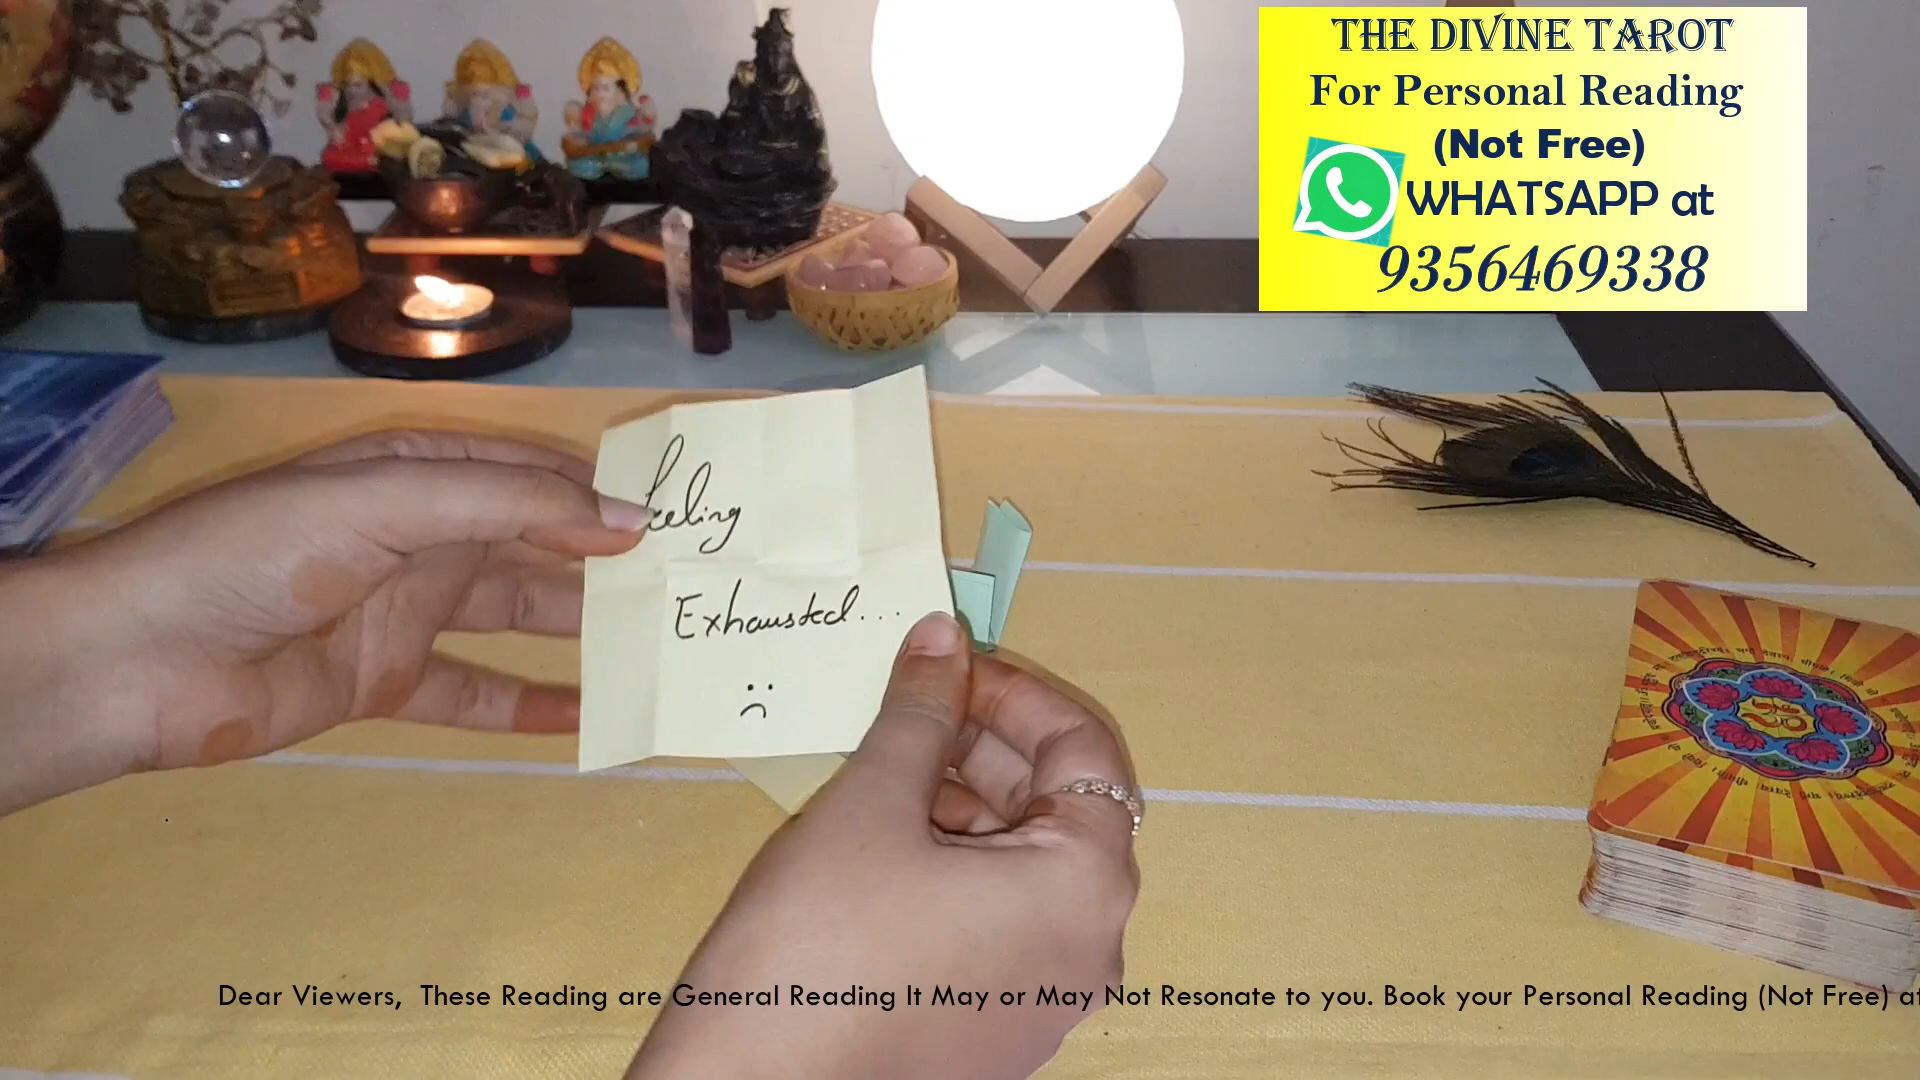 THE DIVINE TAROT
For Personal Reading
(Not Free)
WHATSAPP at
9356469338
Feeling
Exhausted...
Dear Viewers, These Reading are General Reading It May or May Not Resonate to you. Book your Personal Reading (Not Free) at